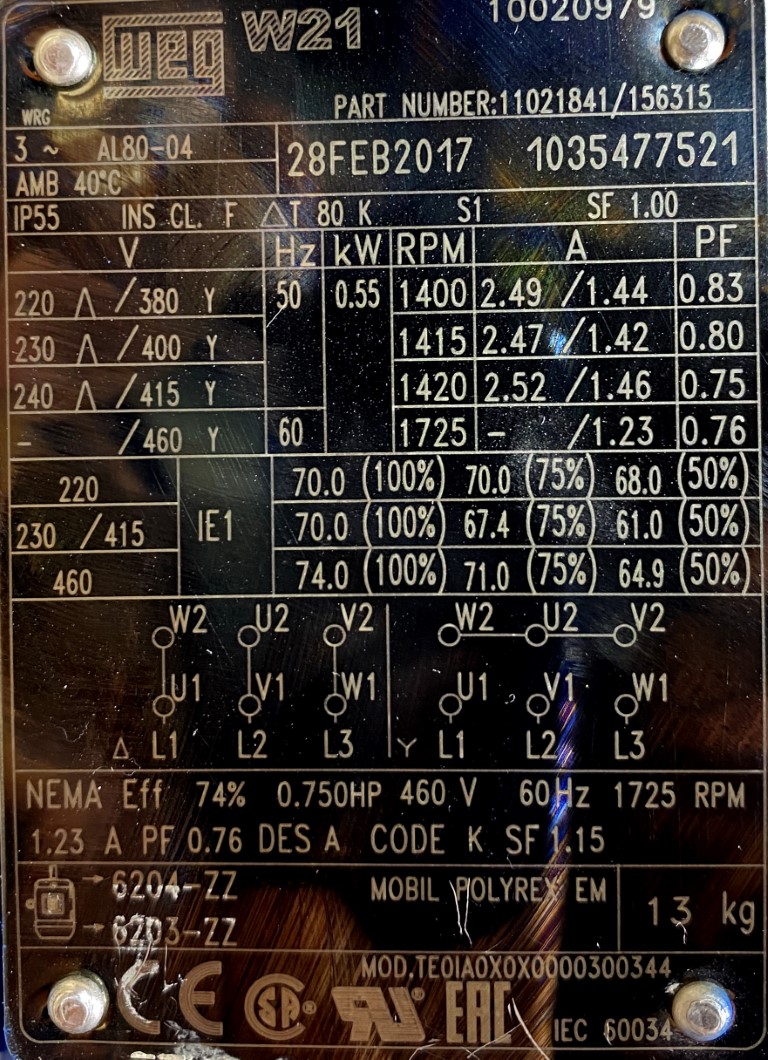 WEG W21 10020979
PART NUMBER:11021841/156315
WRG
3 ~ AL80-04 28FEB2017 1035477521
AMB 40°C
IP55 INS CL. F ΔT 80 K S1 SF 1.00
V Hz kW RPM A PF
220 Δ /380 Y 50 0.55 1400 2.49 /1.44 0.83
230 Δ /400 Y 1415 2.47 /1.42 0.80
240 Δ /415 Y 1420 2.52 /1.46 0.75
- /460 Y 60 1725 - /1.23 0.76
220 70.0 (100%) 70.0 (75%) 68.0 (50%)
230 /415 IE1 70.0 (100%) 67.4 (75%) 61.0 (50%)
460 74.0 (100%) 71.0 (75%) 64.9 (50%)
W2 U2 V2 W2 U2 V2
U1 V1 W1 U1 V1 W1
Δ L1 L2 L3 Y L1 L2 L3
NEMA Eff 74% 0.750HP 460 V 60Hz 1725 RPM
1.23 A PF 0.76 DES A CODE K SF 1.15
→ 6204-ZZ MOBIL POLYREX EM 13 kg
→ 6203-ZZ
MOD.TE0IA0X0X0000300344
CE SA® RU® EAC IEC 60034-